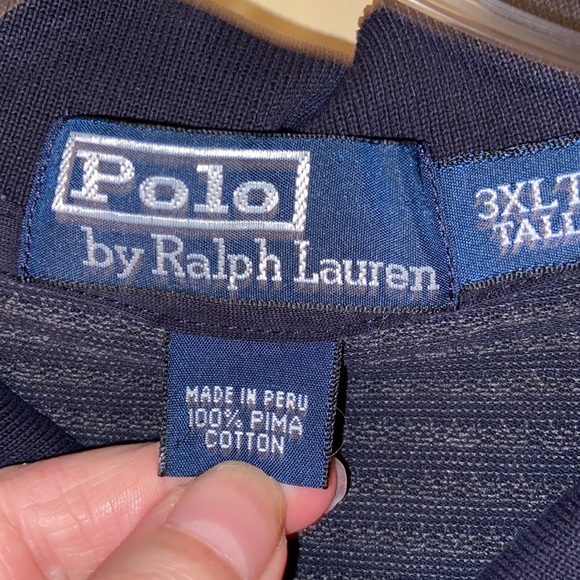 Polo
by Ralph Lauren
3XLT
TALL
MADE IN PERU
100% PIMA
COTTON